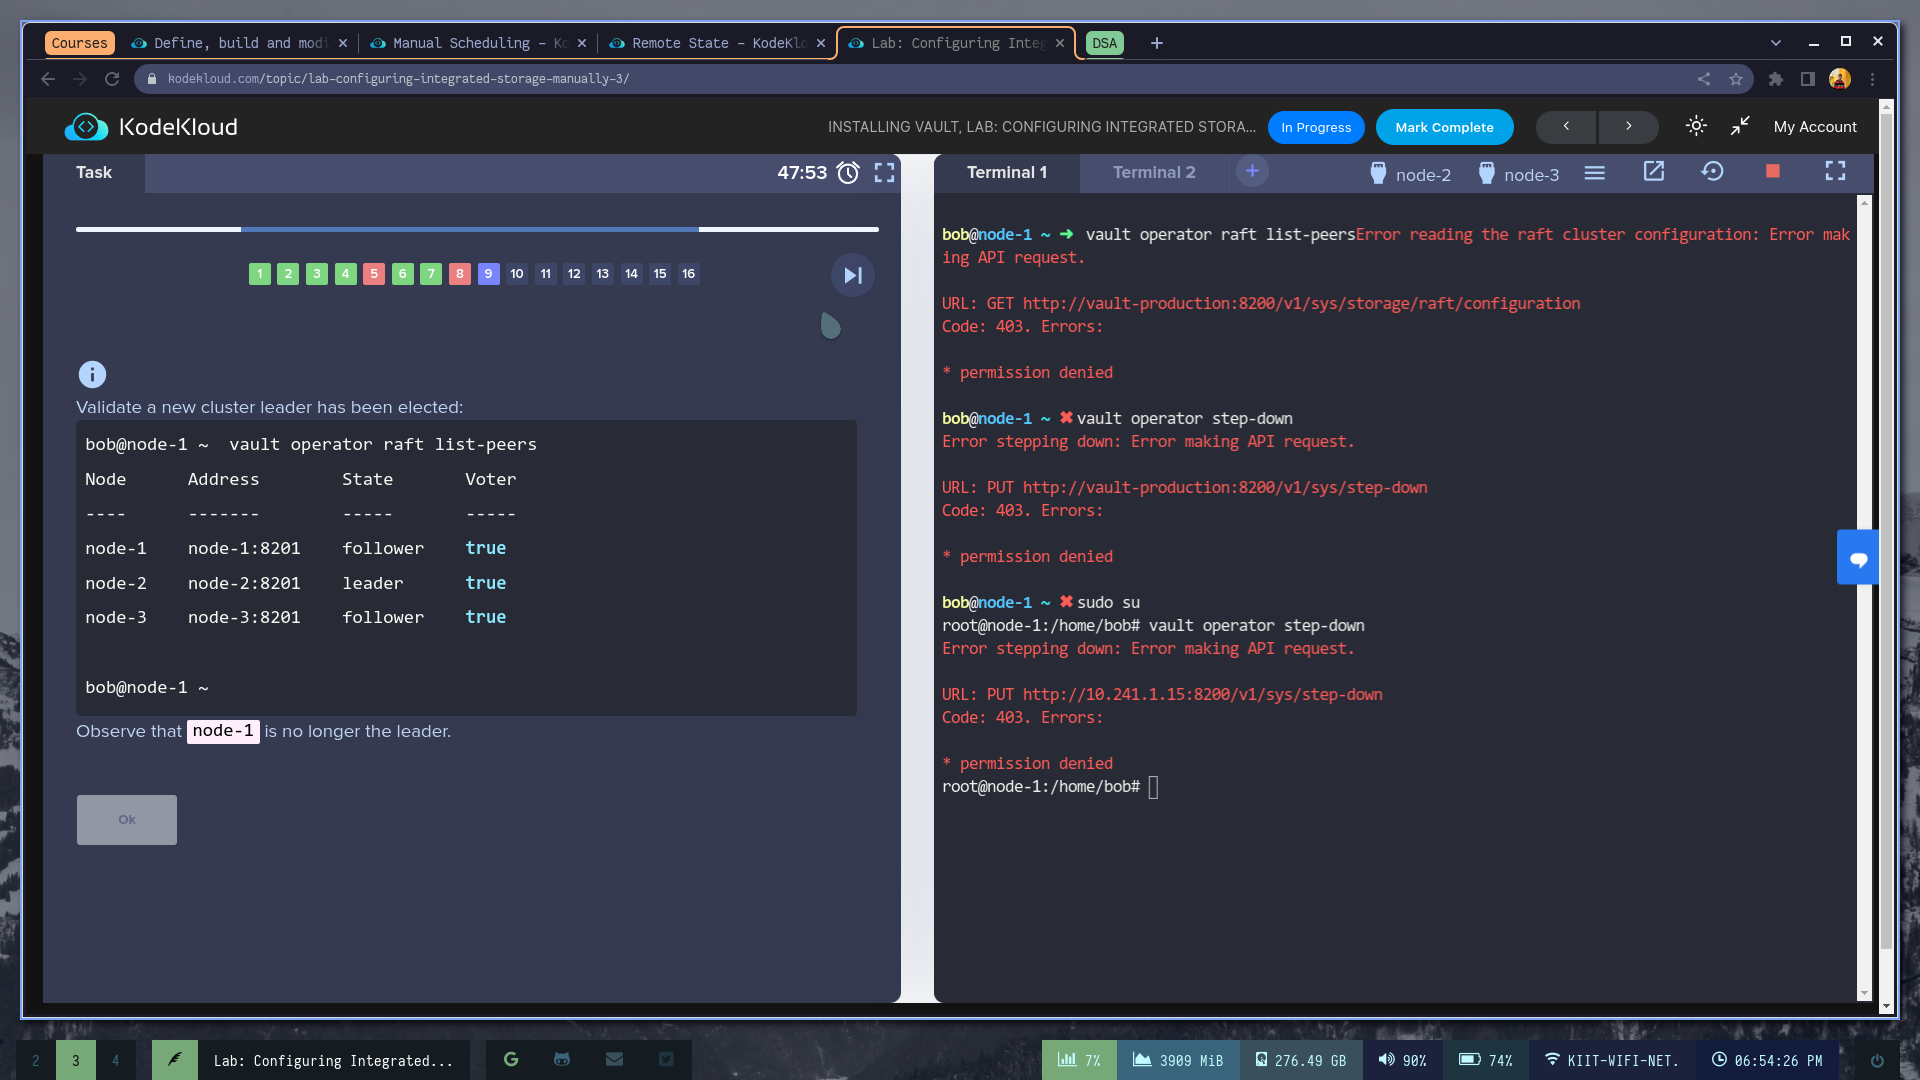 Courses
Define, build and modi
Manual Scheduling – Ko
Remote State – KodeKlo
Lab: Configuring Integ
DSA
kodekloud.com/topic/lab-configuring-integrated-storage-manually-3/
KodeKloud
INSTALLING VAULT, LAB: CONFIGURING INTEGRATED STORA...
In Progress
Mark Complete
My Account
Task
47:53
Terminal 1
Terminal 2
node-2
node-3
1 2 3 4 5 6 7 8 9 10 11 12 13 14 15 16
Validate a new cluster leader has been elected:
bob@node-1 ~  vault operator raft list-peers
Node Address State Voter
---- ------- ----- -----
node-1 node-1:8201 follower true
node-2 node-2:8201 leader true
node-3 node-3:8201 follower true
bob@node-1 ~
Observe that node-1 is no longer the leader.
Ok
bob@node-1 ~ ➜ vault operator raft list-peersError reading the raft cluster configuration: Error mak
ing API request.
URL: GET http://vault-production:8200/v1/sys/storage/raft/configuration
Code: 403. Errors:
* permission denied
bob@node-1 ~ ✖ vault operator step-down
Error stepping down: Error making API request.
URL: PUT http://vault-production:8200/v1/sys/step-down
Code: 403. Errors:
* permission denied
bob@node-1 ~ ✖ sudo su
root@node-1:/home/bob# vault operator step-down
Error stepping down: Error making API request.
URL: PUT http://10.241.1.15:8200/v1/sys/step-down
Code: 403. Errors:
* permission denied
root@node-1:/home/bob#
2 3 4
Lab: Configuring Integrated...
7%
3909 MiB
276.49 GB
90%
74%
KIIT-WIFI-NET.
06:54:26 PM